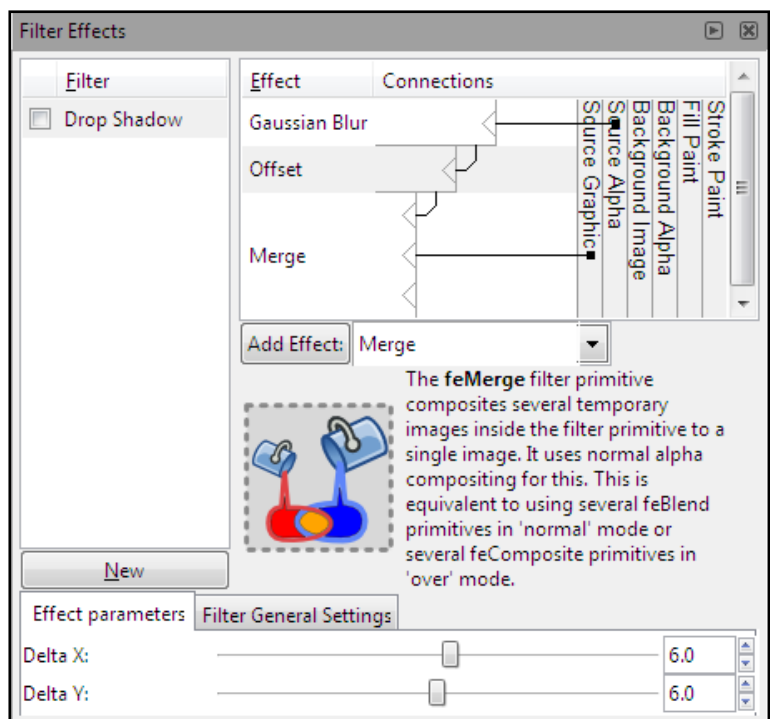 Filter Effects
Filter
Drop Shadow
New
Effect
Connections
Gaussian Blur
Offset
Merge
Source Graphic
Source Alpha
Background Image
Background Alpha
Fill Paint
Stroke Paint
Add Effect:
Merge
The feMerge filter primitive
composites several temporary
images inside the filter primitive to a
single image. It uses normal alpha
compositing for this. This is
equivalent to using several feBlend
primitives in 'normal' mode or
several feComposite primitives in
'over' mode.
Effect parameters
Filter General Settings
Delta X:
6.0
Delta Y:
6.0